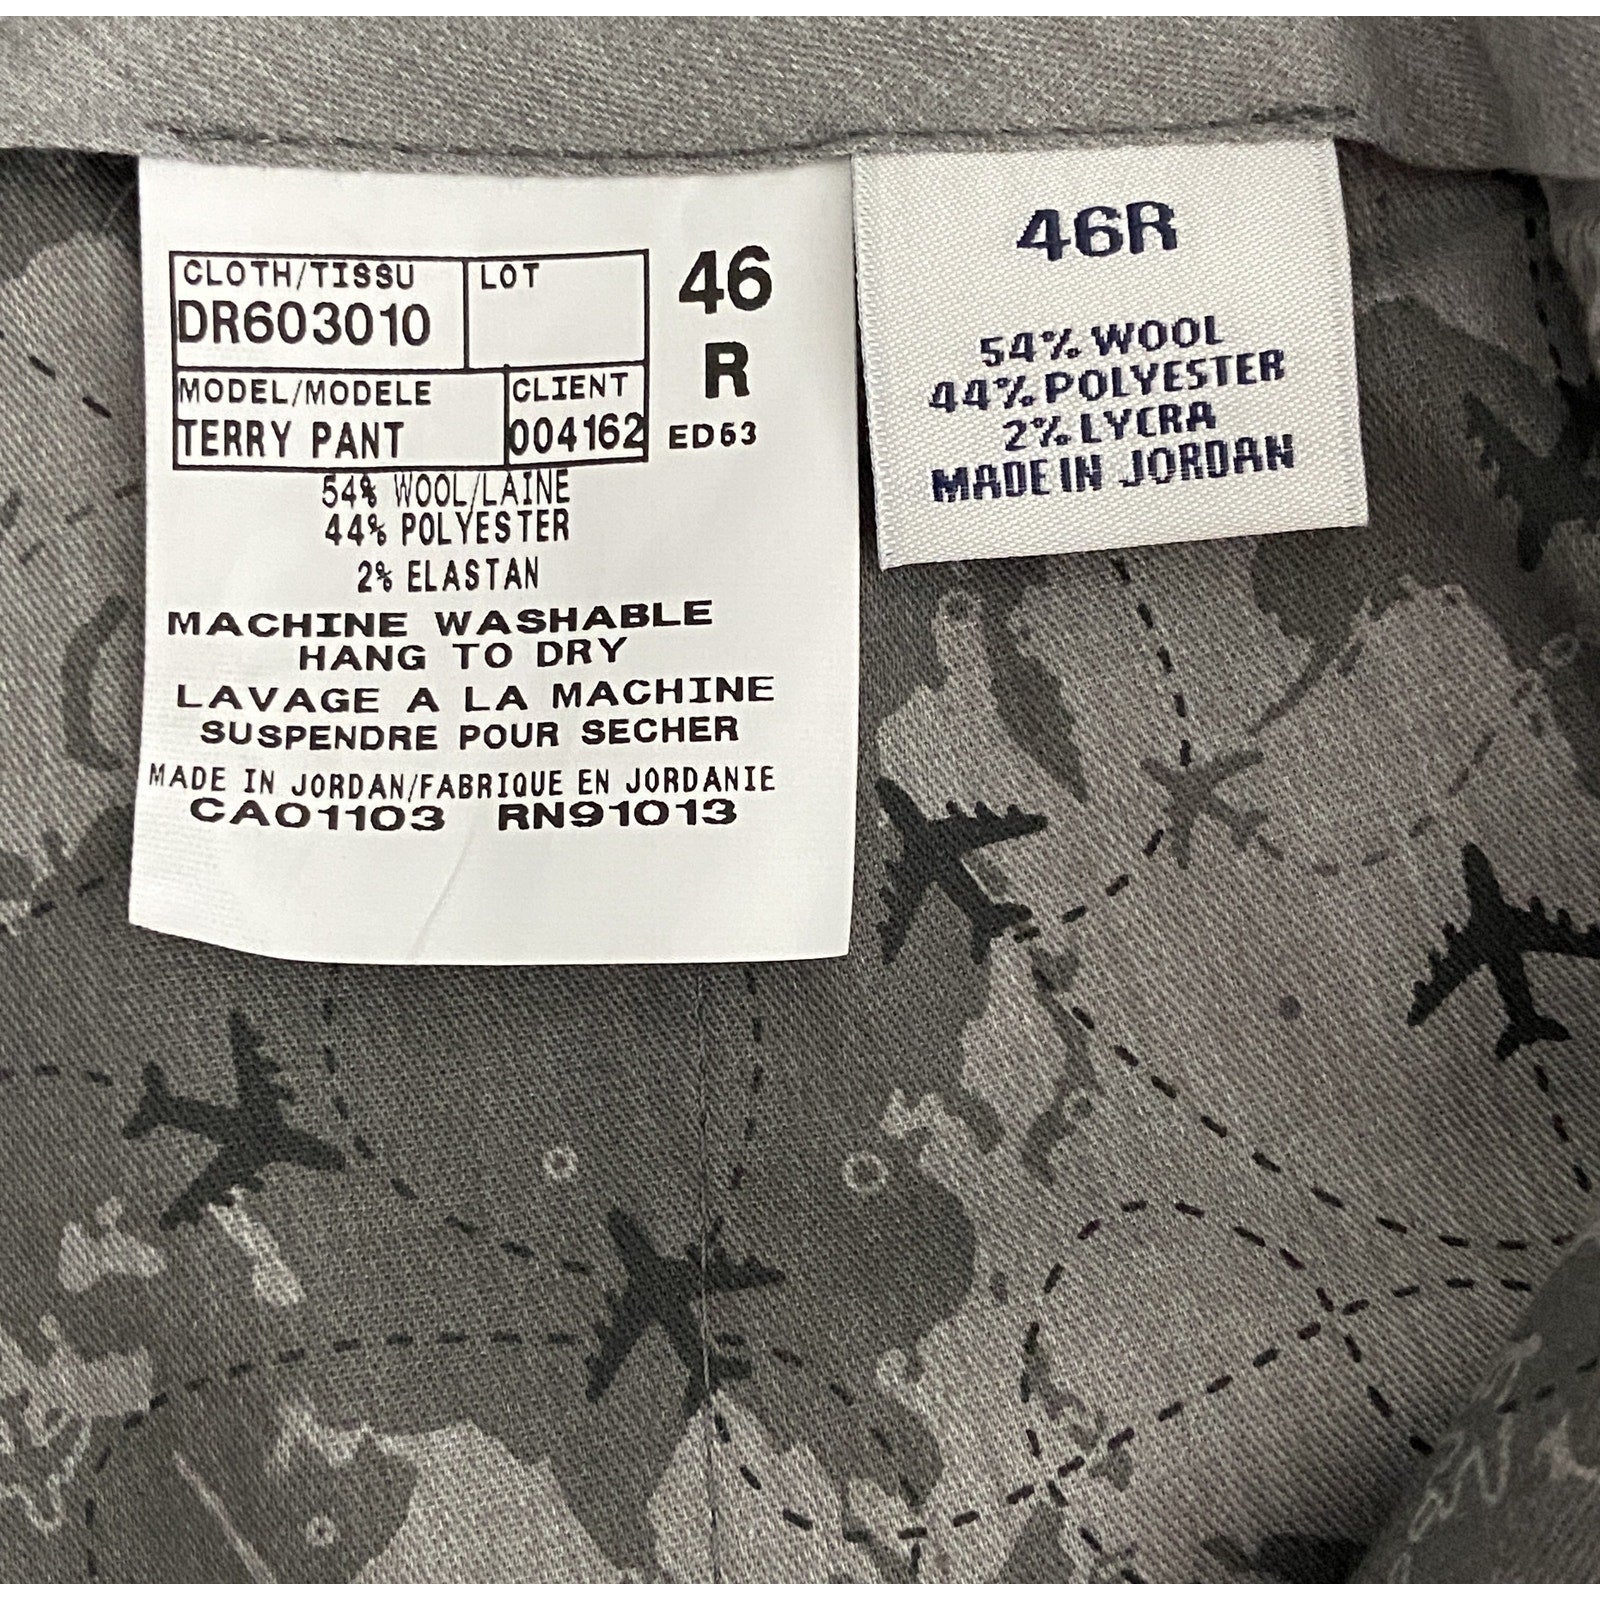 CLOTH/TISSU LOT
DR603010
46
R
MODEL/MODELE CLIENT
TERRY PANT 004162 ED53
54% WOOL/LAINE
44% POLYESTER
2% ELASTAN
MACHINE WASHABLE
HANG TO DRY
LAVAGE A LA MACHINE
SUSPENDRE POUR SECHER
MADE IN JORDAN/FABRIQUE EN JORDANIE
CA01103 RN91013
46R
54% WOOL
44% POLYESTER
2% LYCRA
MADE IN JORDAN